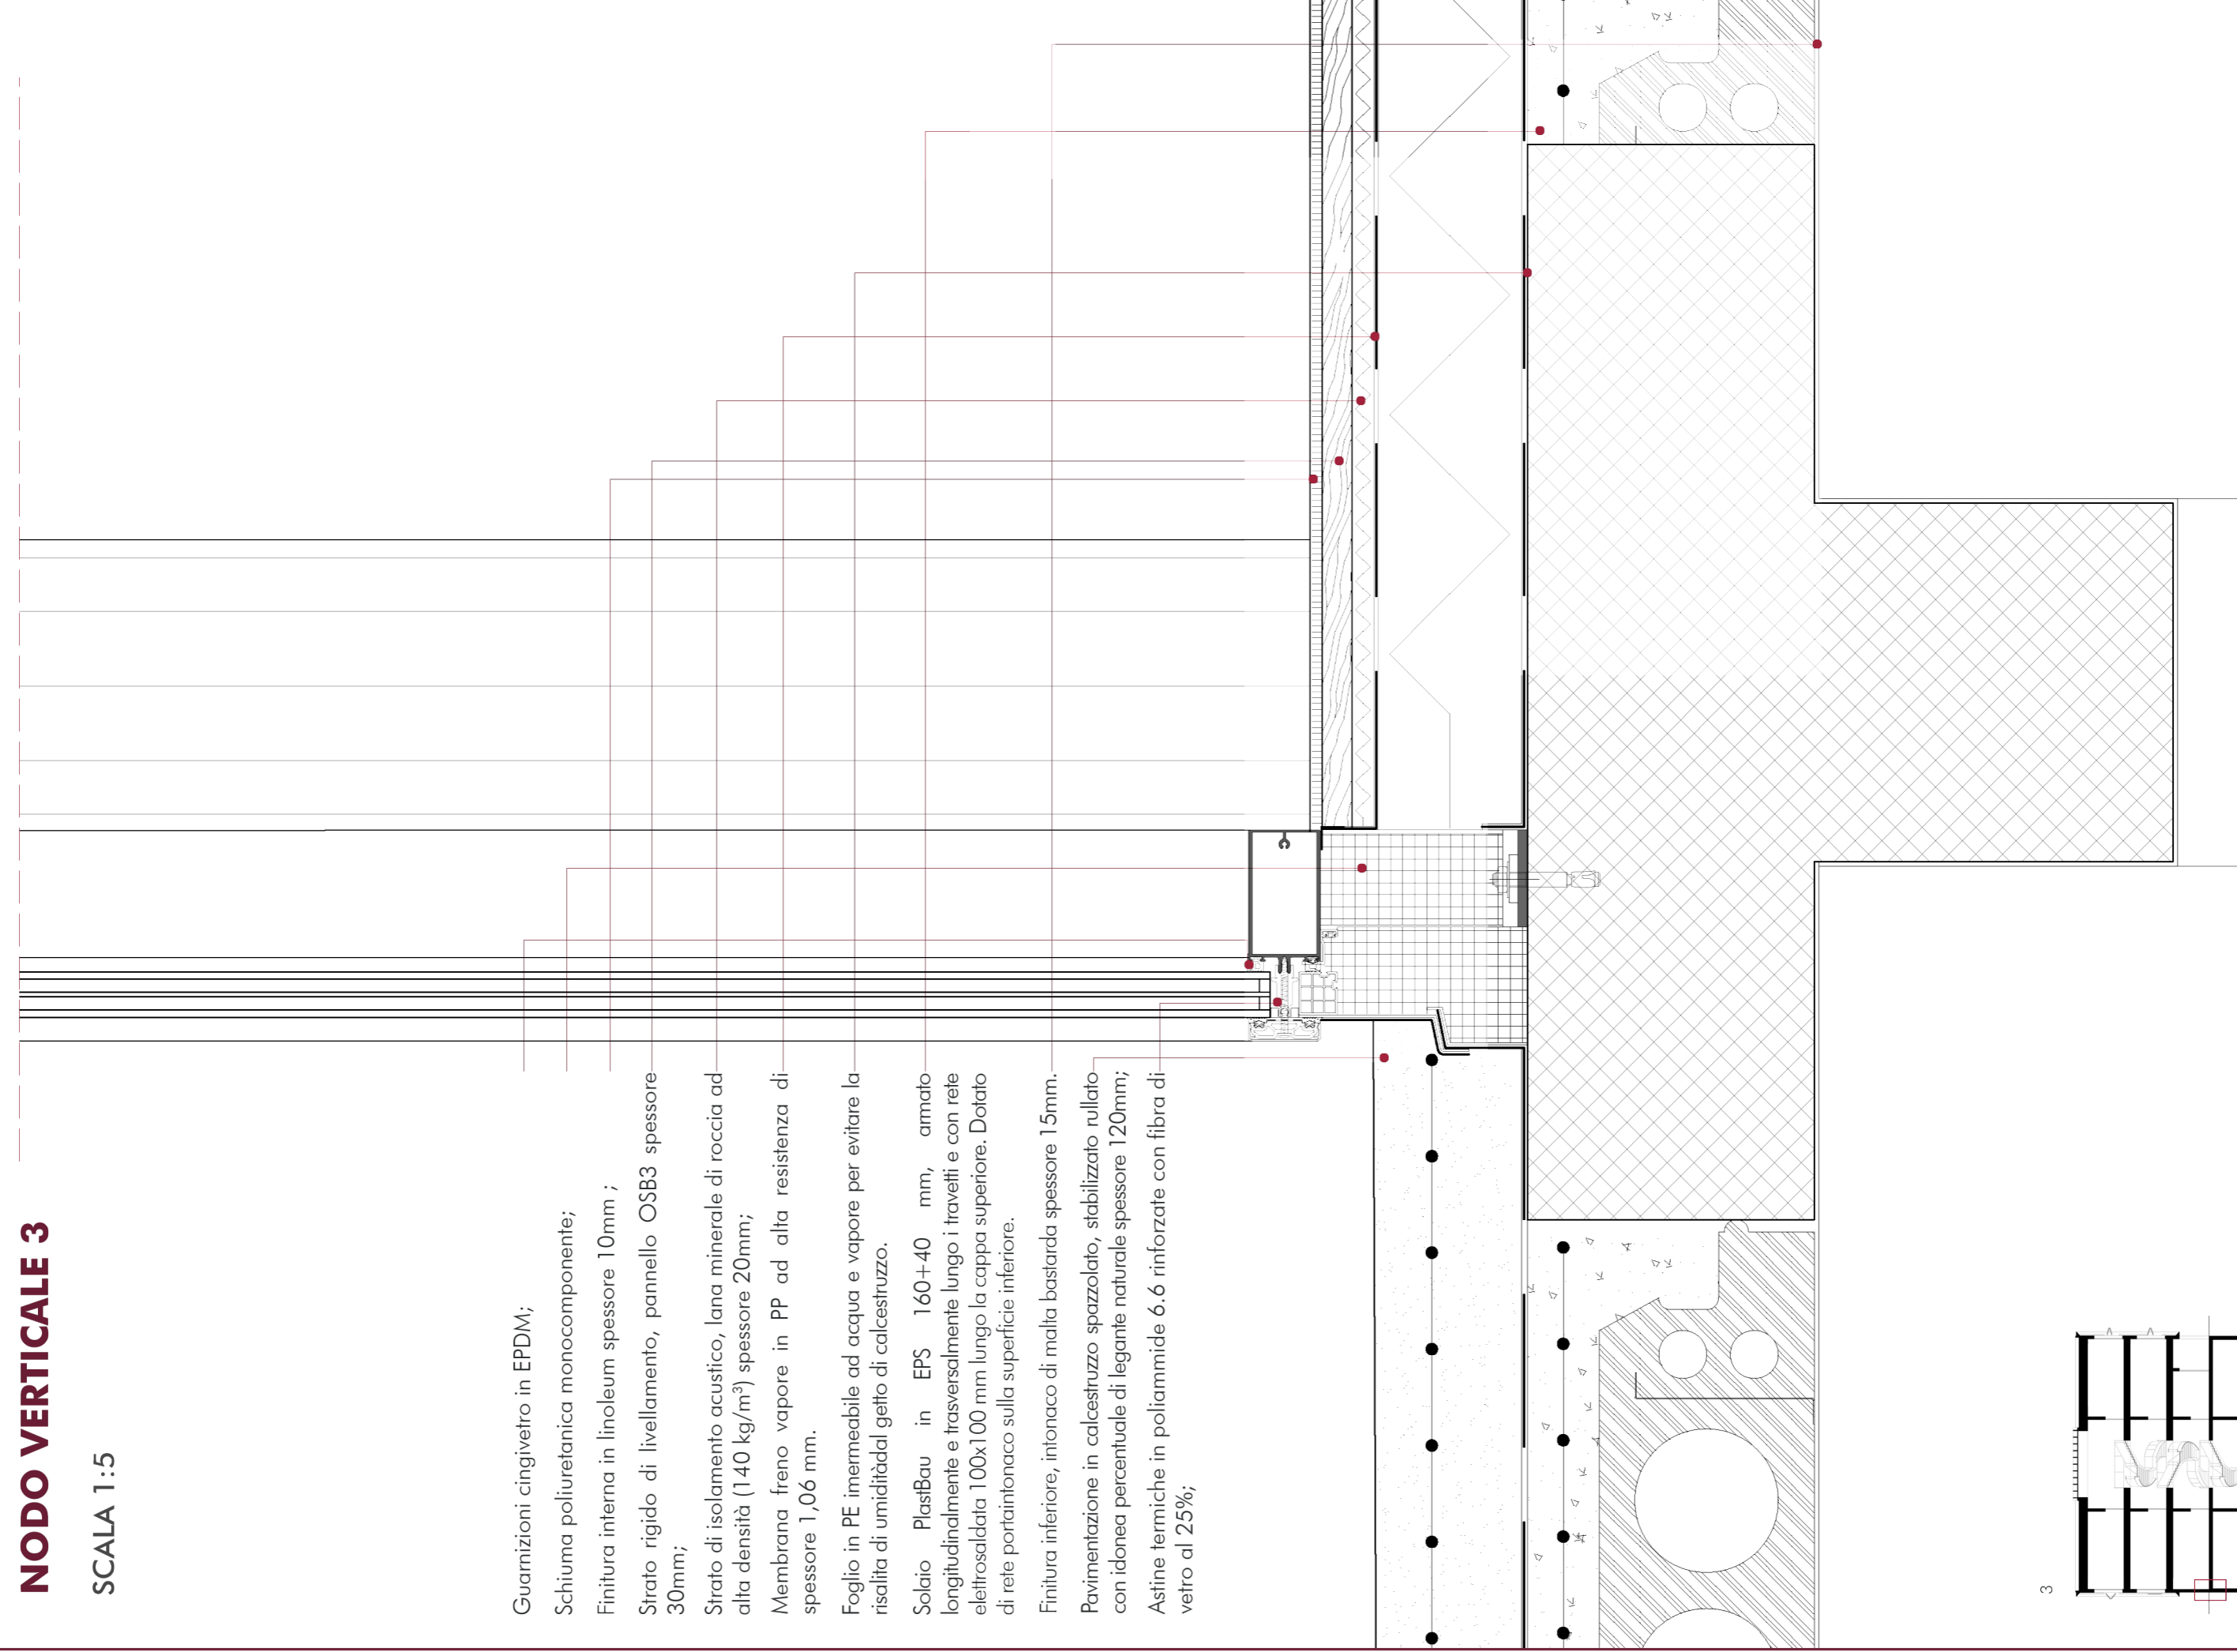 NODO VERTICALE 3
SCALA 1:5
Guarnizioni cingivetro in EPDM;
Schiuma poliuretanica monocomponente;
Finitura interna in linoleum spessore 10mm ;
Strato rigido di livellamento, pannello OSB3 spessore
30mm;
Strato di isolamento acustico, lana minerale di roccia ad
alta densità (140 kg/m³) spessore 20mm;
Membrana freno vapore in PP ad alta resistenza di
spessore 1,06 mm.
Foglio in PE imermeabile ad acqua e vapore per evitare la
risalita di umiditàdal getto di calcestruzzo.
Solaio PlastBau in EPS 160+40 mm, armato
longitudinalmente e trasversalmente lungo i travetti e con rete
elettrosaldata 100x100 mm lungo la cappa superiore. Dotato
di rete portaintonaco sulla superficie inferiore.
Finitura inferiore, intonaco di malta bastarda spessore 15mm.
Pavimentazione in calcestruzzo spazzolato, stabilizzato rullato
con idonea percentuale di legante naturale spessore 120mm;
Astine termiche in poliammide 6.6 rinforzate con fibra di
vetro al 25%;
3